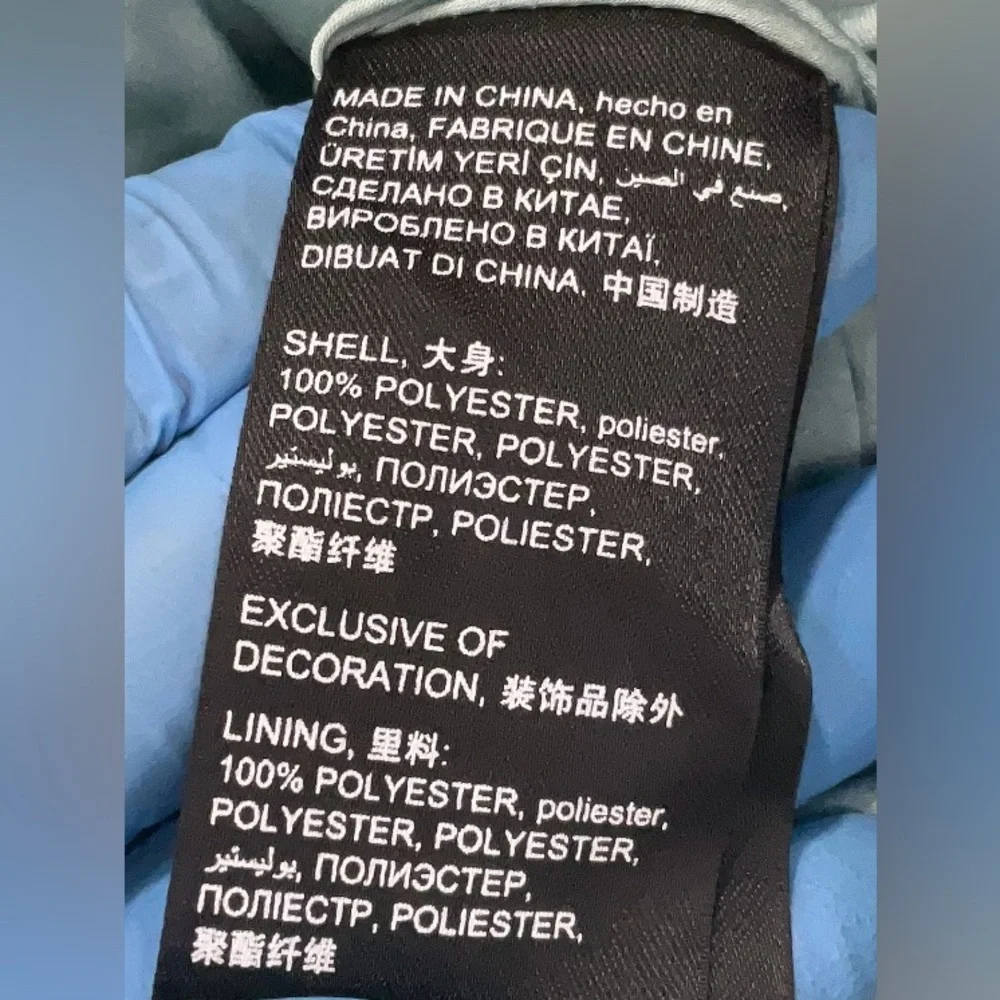 MADE IN CHINA, hecho en
China, FABRIQUE EN CHINE,
ÜRETİM YERİ ÇİN, صنع في الصين,
СДЕЛАНО В КИТАЕ,
ВИРОБЛЕНО В КИТАЇ,
DIBUAT DI CHINA, 中国制造
SHELL, 大身:
100% POLYESTER, poliester,
POLYESTER, POLYESTER,
بوليستير, ПОЛИЭСТЕР,
ПОЛІЕСТР, POLIESTER,
聚酯纤维
EXCLUSIVE OF
DECORATION, 装饰品除外
LINING, 里料:
100% POLYESTER, poliester,
POLYESTER, POLYESTER,
بوليستير, ПОЛИЭСТЕР,
ПОЛІЕСТР, POLIESTER,
聚酯纤维